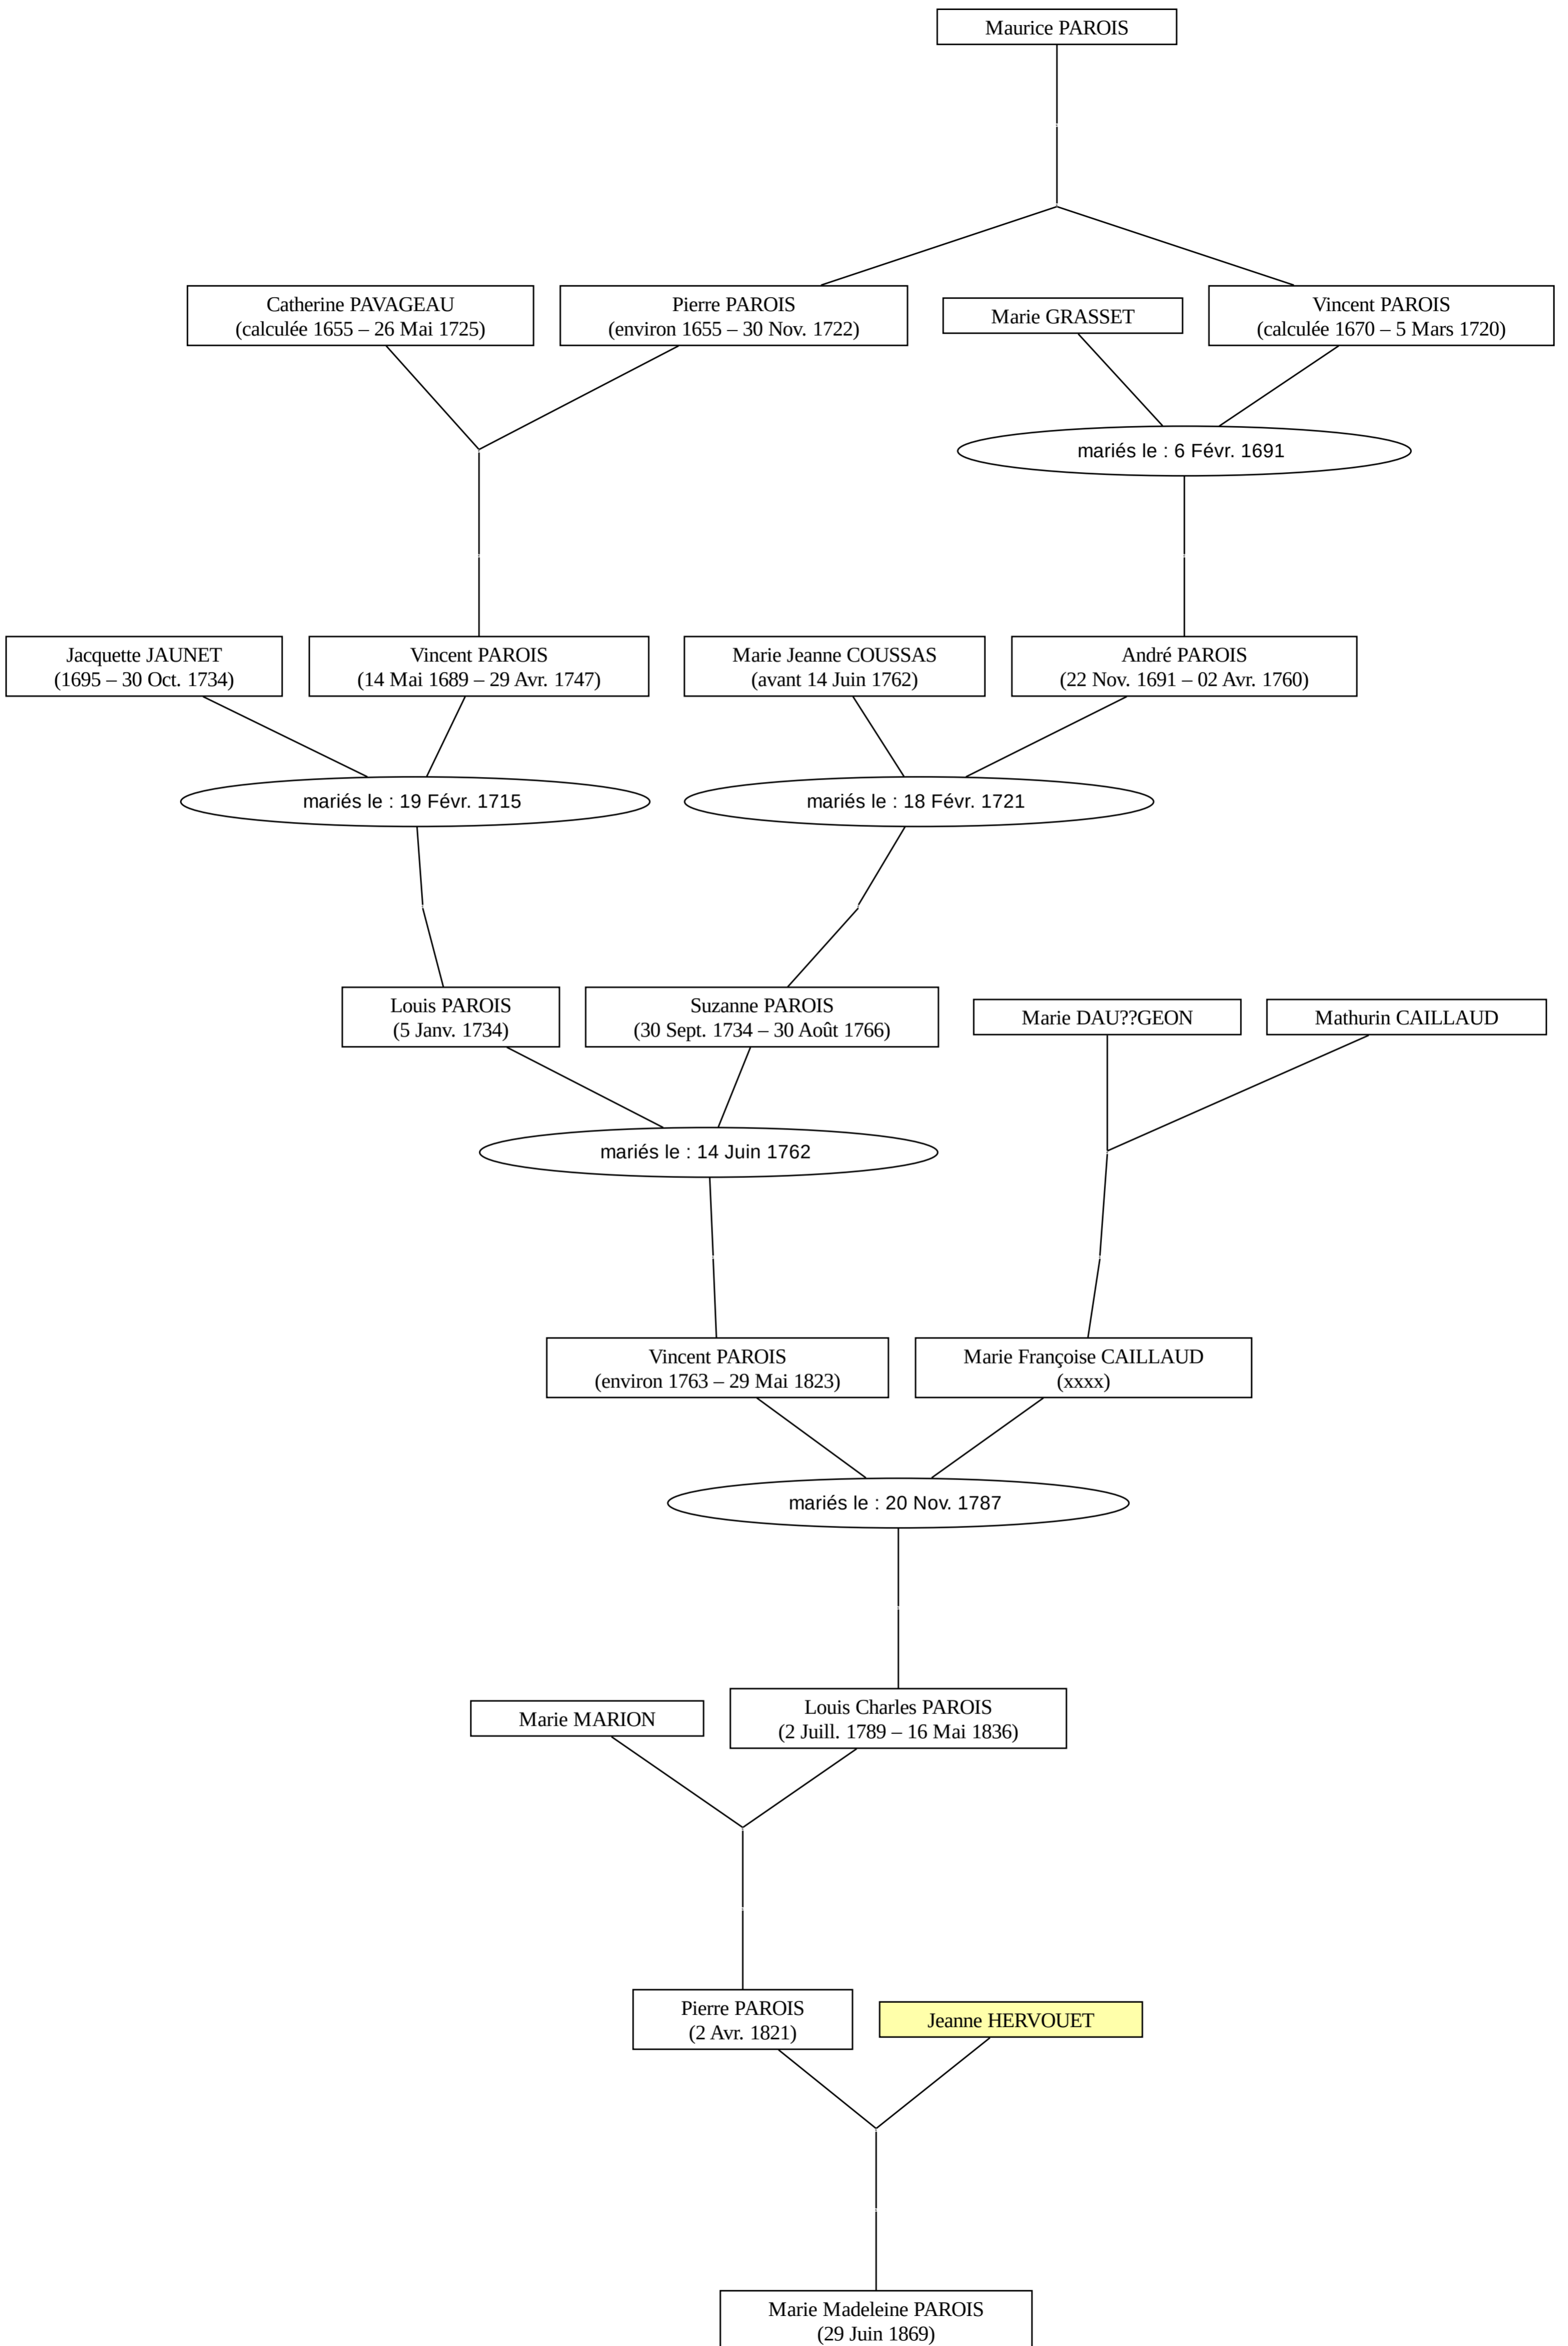 Maurice PAROIS
Catherine PAVAGEAU
(calculée 1655 – 26 Mai 1725)
Pierre PAROIS
(environ 1655 – 30 Nov. 1722)
Marie GRASSET
Vincent PAROIS
(calculée 1670 – 5 Mars 1720)
mariés le : 6 Févr. 1691
Jacquette JAUNET
(1695 – 30 Oct. 1734)
Vincent PAROIS
(14 Mai 1689 – 29 Avr. 1747)
Marie Jeanne COUSSAS
(avant 14 Juin 1762)
André PAROIS
(22 Nov. 1691 – 02 Avr. 1760)
mariés le : 19 Févr. 1715
mariés le : 18 Févr. 1721
Louis PAROIS
(5 Janv. 1734)
Suzanne PAROIS
(30 Sept. 1734 – 30 Août 1766)
Marie DAU??GEON
Mathurin CAILLAUD
mariés le : 14 Juin 1762
Vincent PAROIS
(environ 1763 – 29 Mai 1823)
Marie Françoise CAILLAUD
(xxxx)
mariés le : 20 Nov. 1787
Marie MARION
Louis Charles PAROIS
(2 Juill. 1789 – 16 Mai 1836)
Pierre PAROIS
(2 Avr. 1821)
Jeanne HERVOUET
Marie Madeleine PAROIS
(29 Juin 1869)